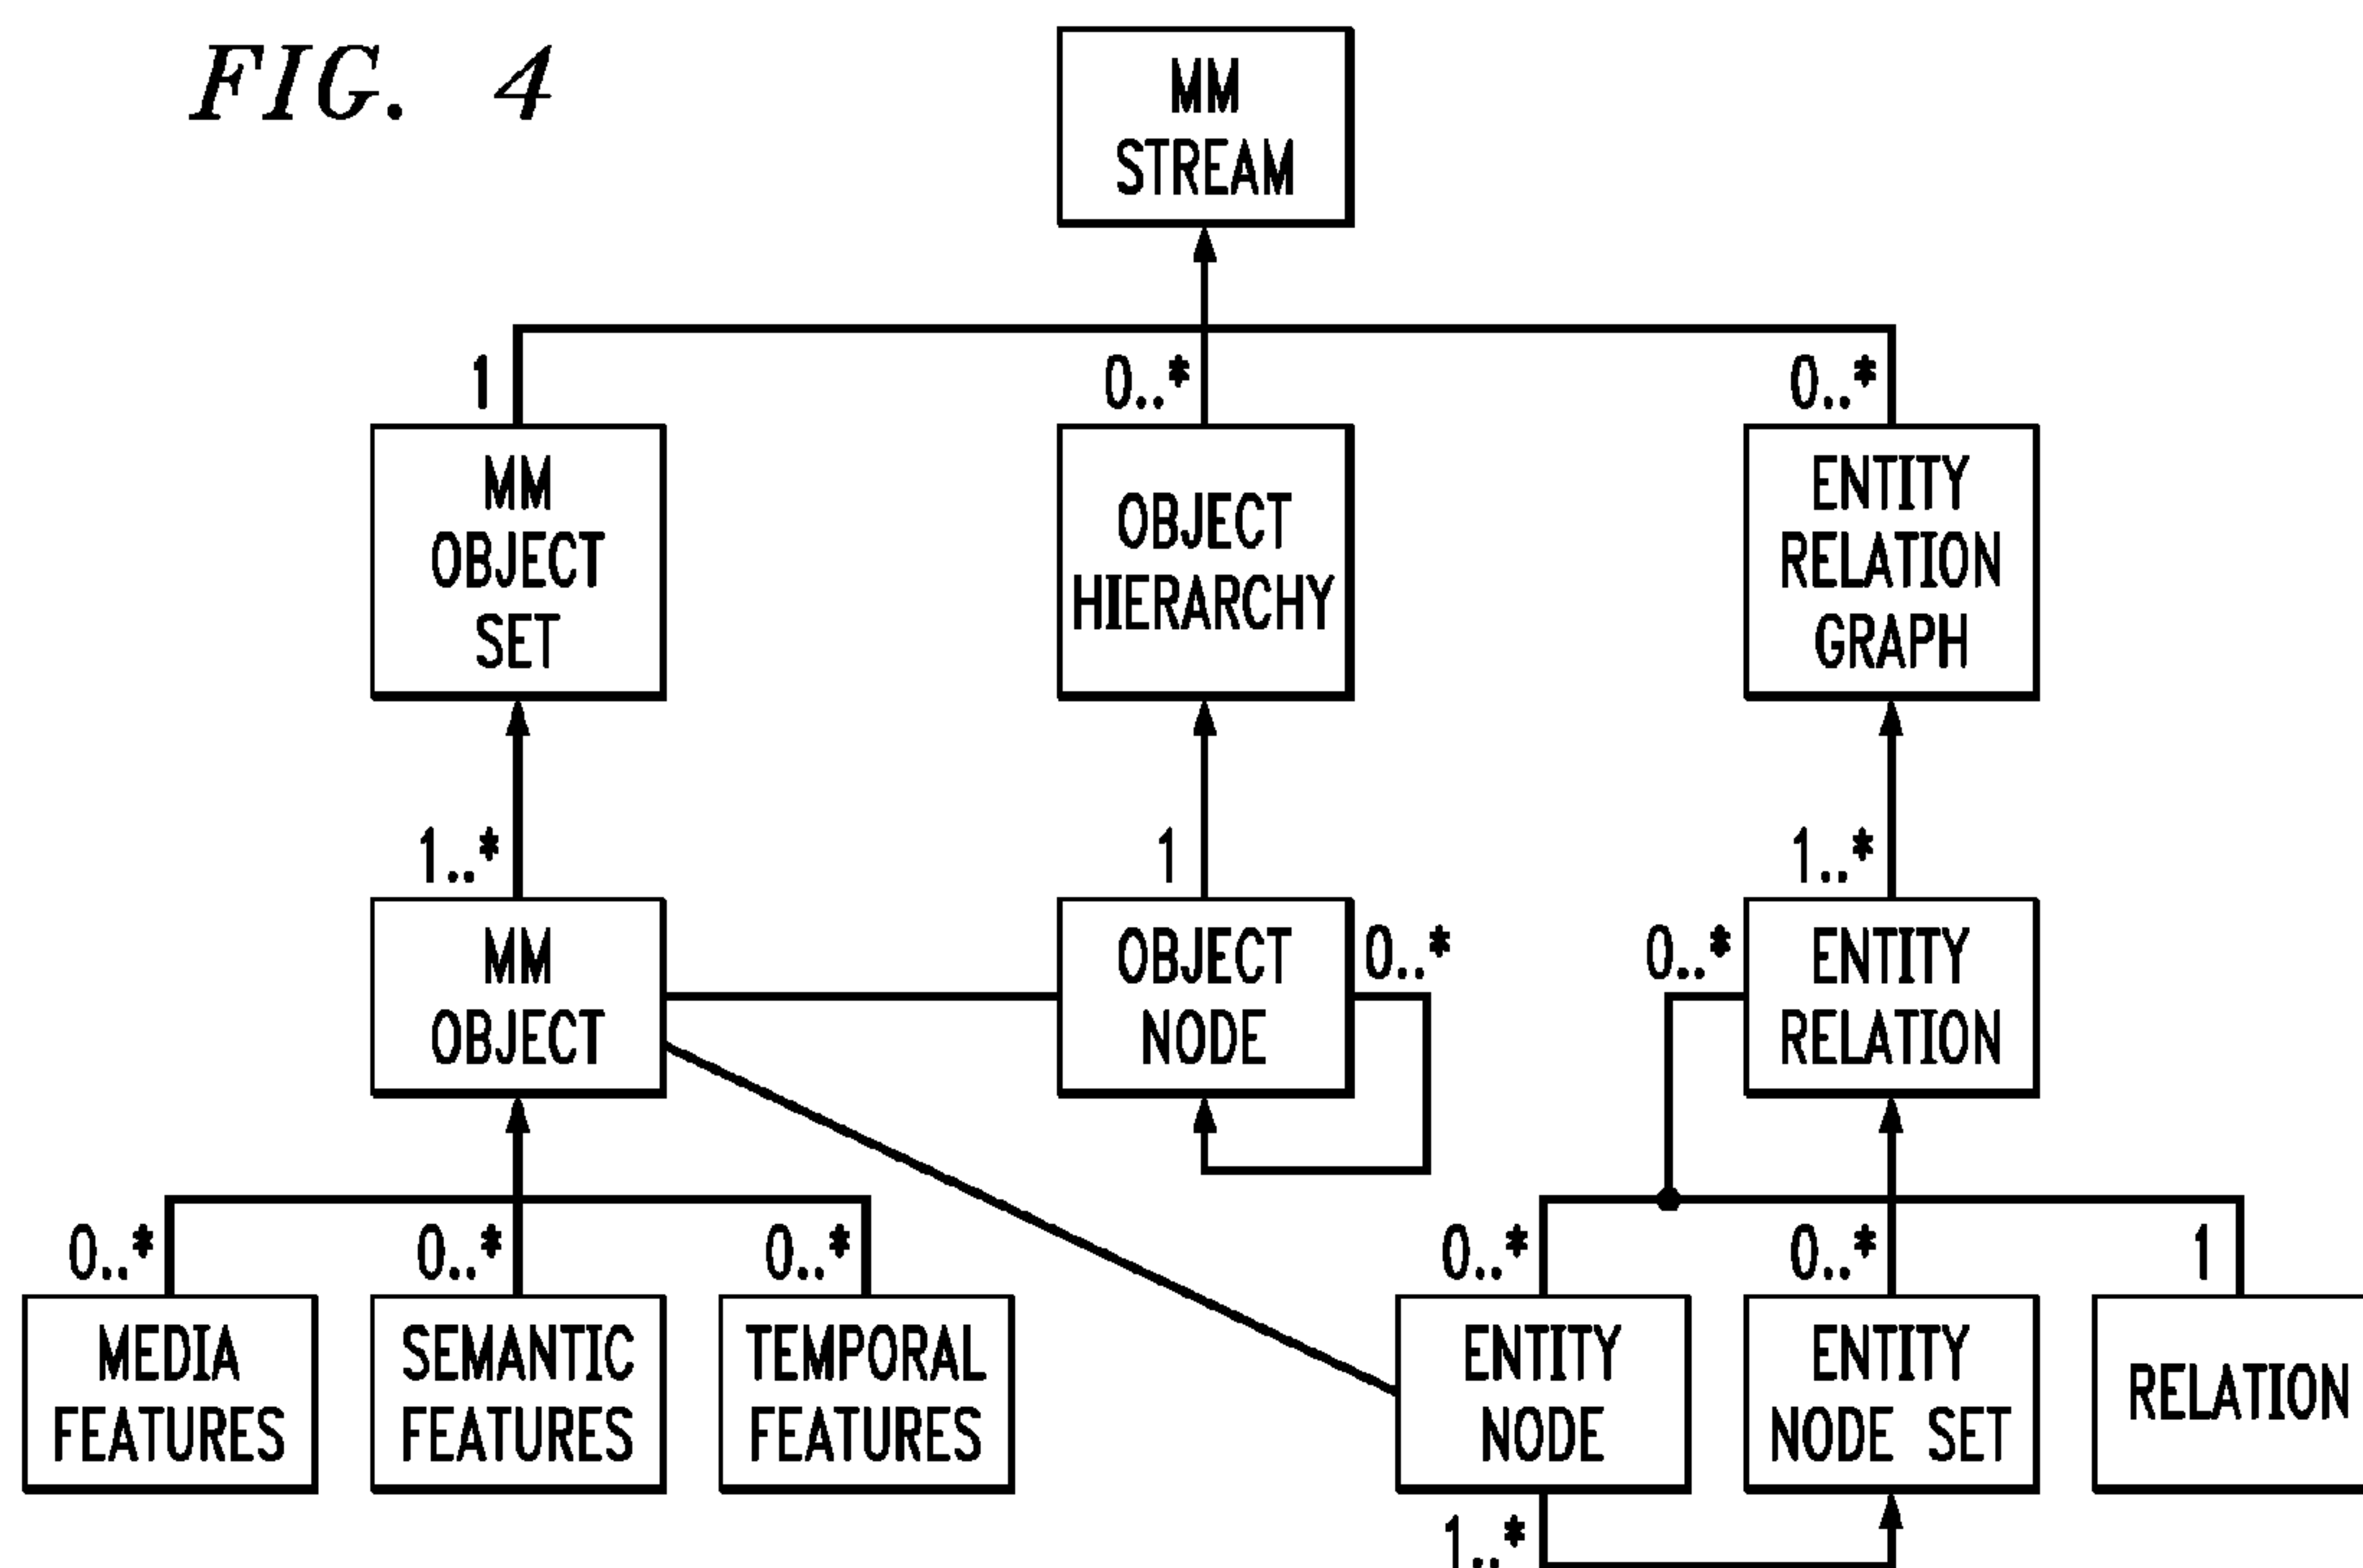 FIG. 4
MM
STREAM
1
0..*
0..*
MM
OBJECT
SET
OBJECT
HIERARCHY
ENTITY
RELATION
GRAPH
1..*
1
1..*
MM
OBJECT
OBJECT
NODE
0..*
0..*
ENTITY
RELATION
0..*
0..*
0..*
0..*
0..*
1
MEDIA
FEATURES
SEMANTIC
FEATURES
TEMPORAL
FEATURES
ENTITY
NODE
ENTITY
NODE SET
RELATION
1..*